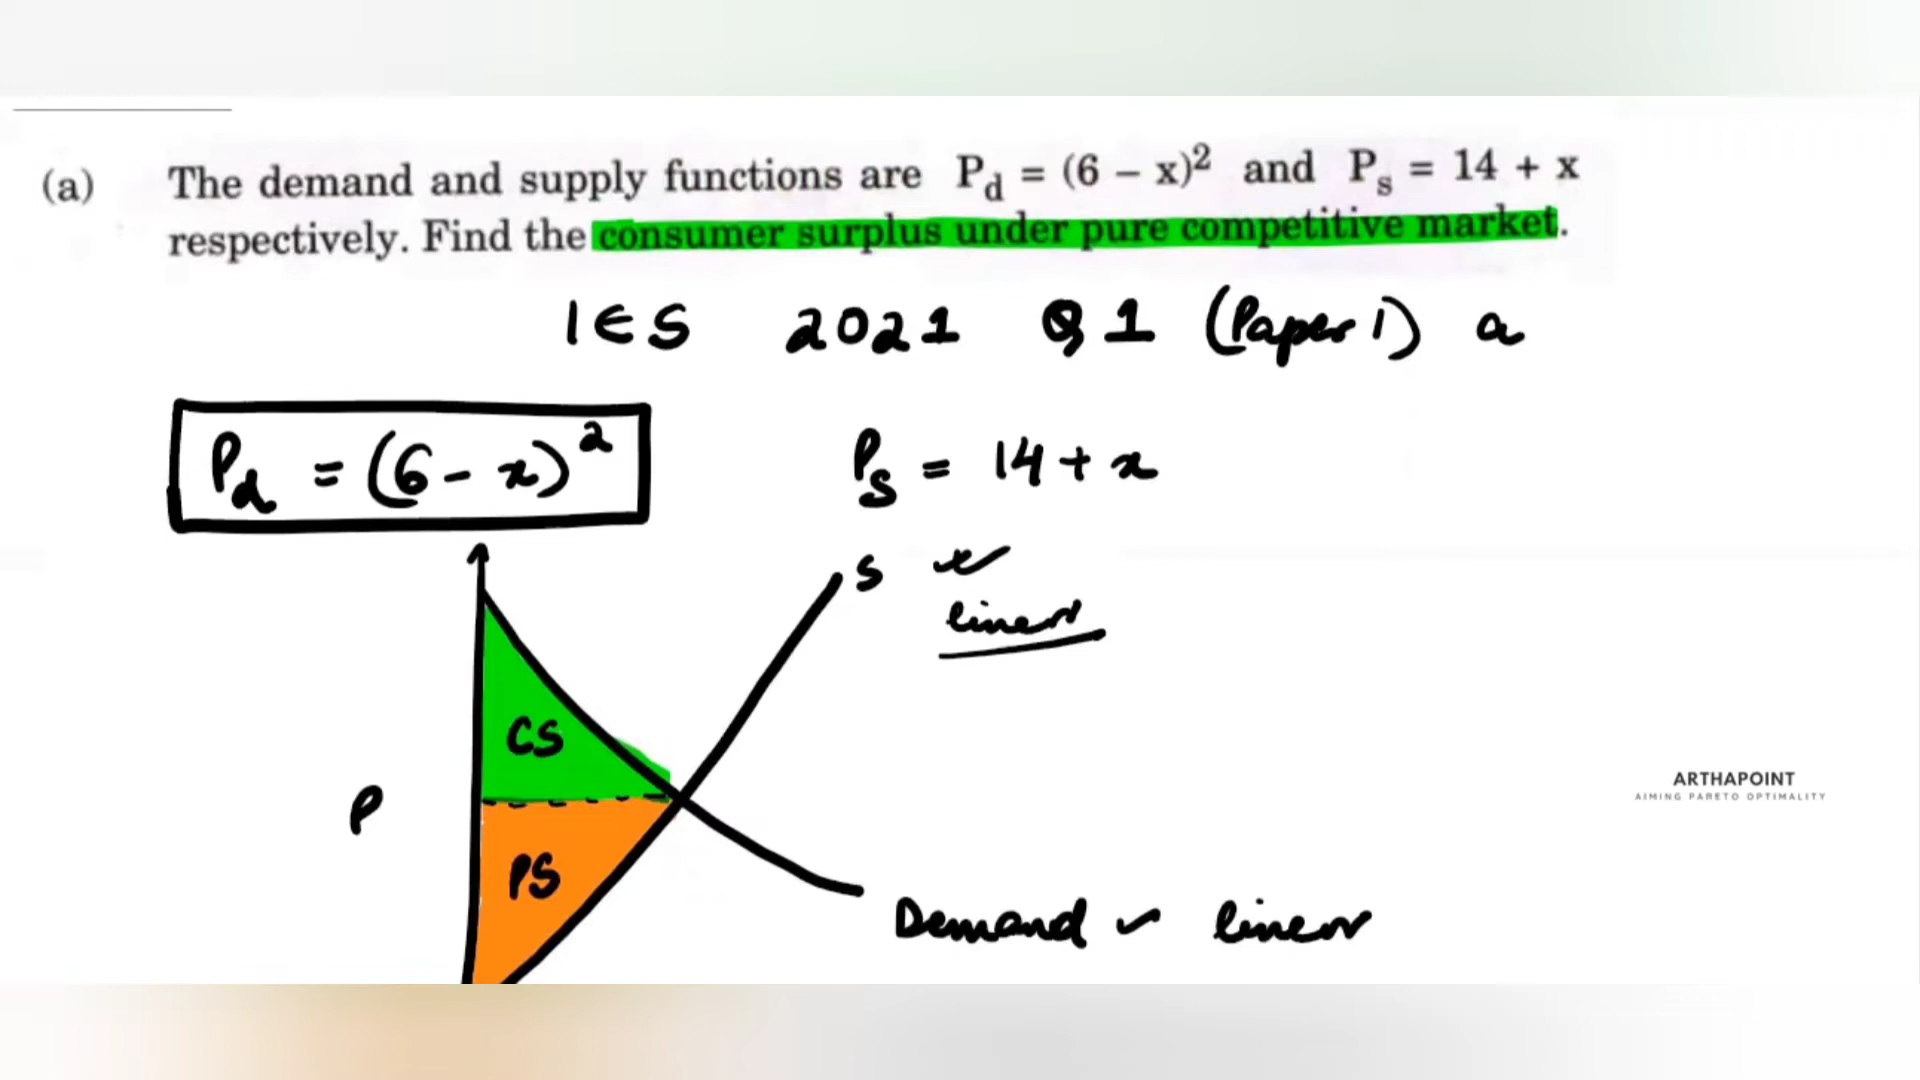 (a) The demand and supply functions are P_d = (6 – x)² and P_s = 14 + x
respectively. Find the consumer surplus under pure competitive market.
IES 2021 Q1 (Paper 1) a
P_d = (6 - x)²
P_s = 14 + x
S
linear
CS
P
PS
Demand linear
ARTHAPOINT
AIMING PARETO OPTIMALITY